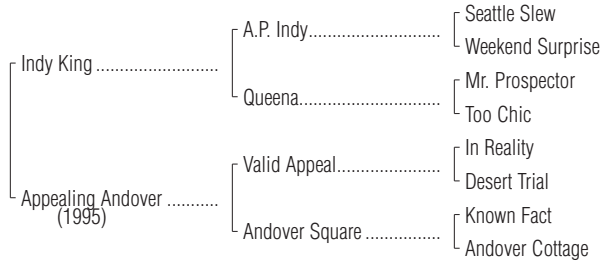 Seattle Slew
A.P. Indy..............................
Weekend Surprise
Indy King ............................
Mr. Prospector
Queena................................
Too Chic
In Reality
Valid Appeal.......................
Desert Trial
Appealing Andover ...........
(1995)
Known Fact
Andover Square .................
Andover Cottage